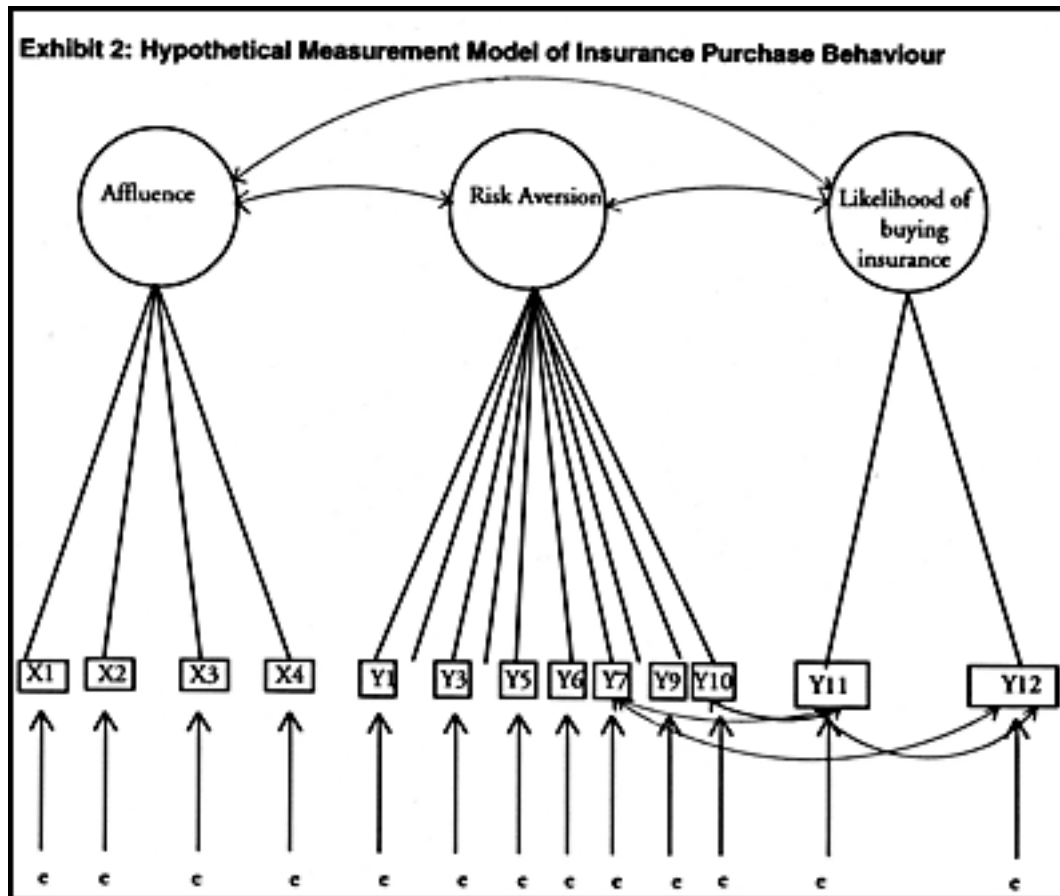 Exhibit 2: Hypothetical Measurement Model of Insurance Purchase Behaviour
Affluence
Risk Aversion
Likelihood of
buying
insurance
X1 X2 X3 X4 Y1 Y3 Y5 Y6 Y7 Y9 Y10 Y11 Y12
e e e e e e e e e e e e e